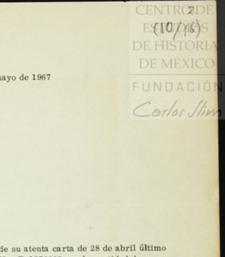 CENTRO DE
2
ESTUDIOS
(10/16)
DE HISTORIA
DE MEXICO
FUNDACIÓN
Carlos Slim
mayo de 1967
de su atenta carta de 28 de abril último